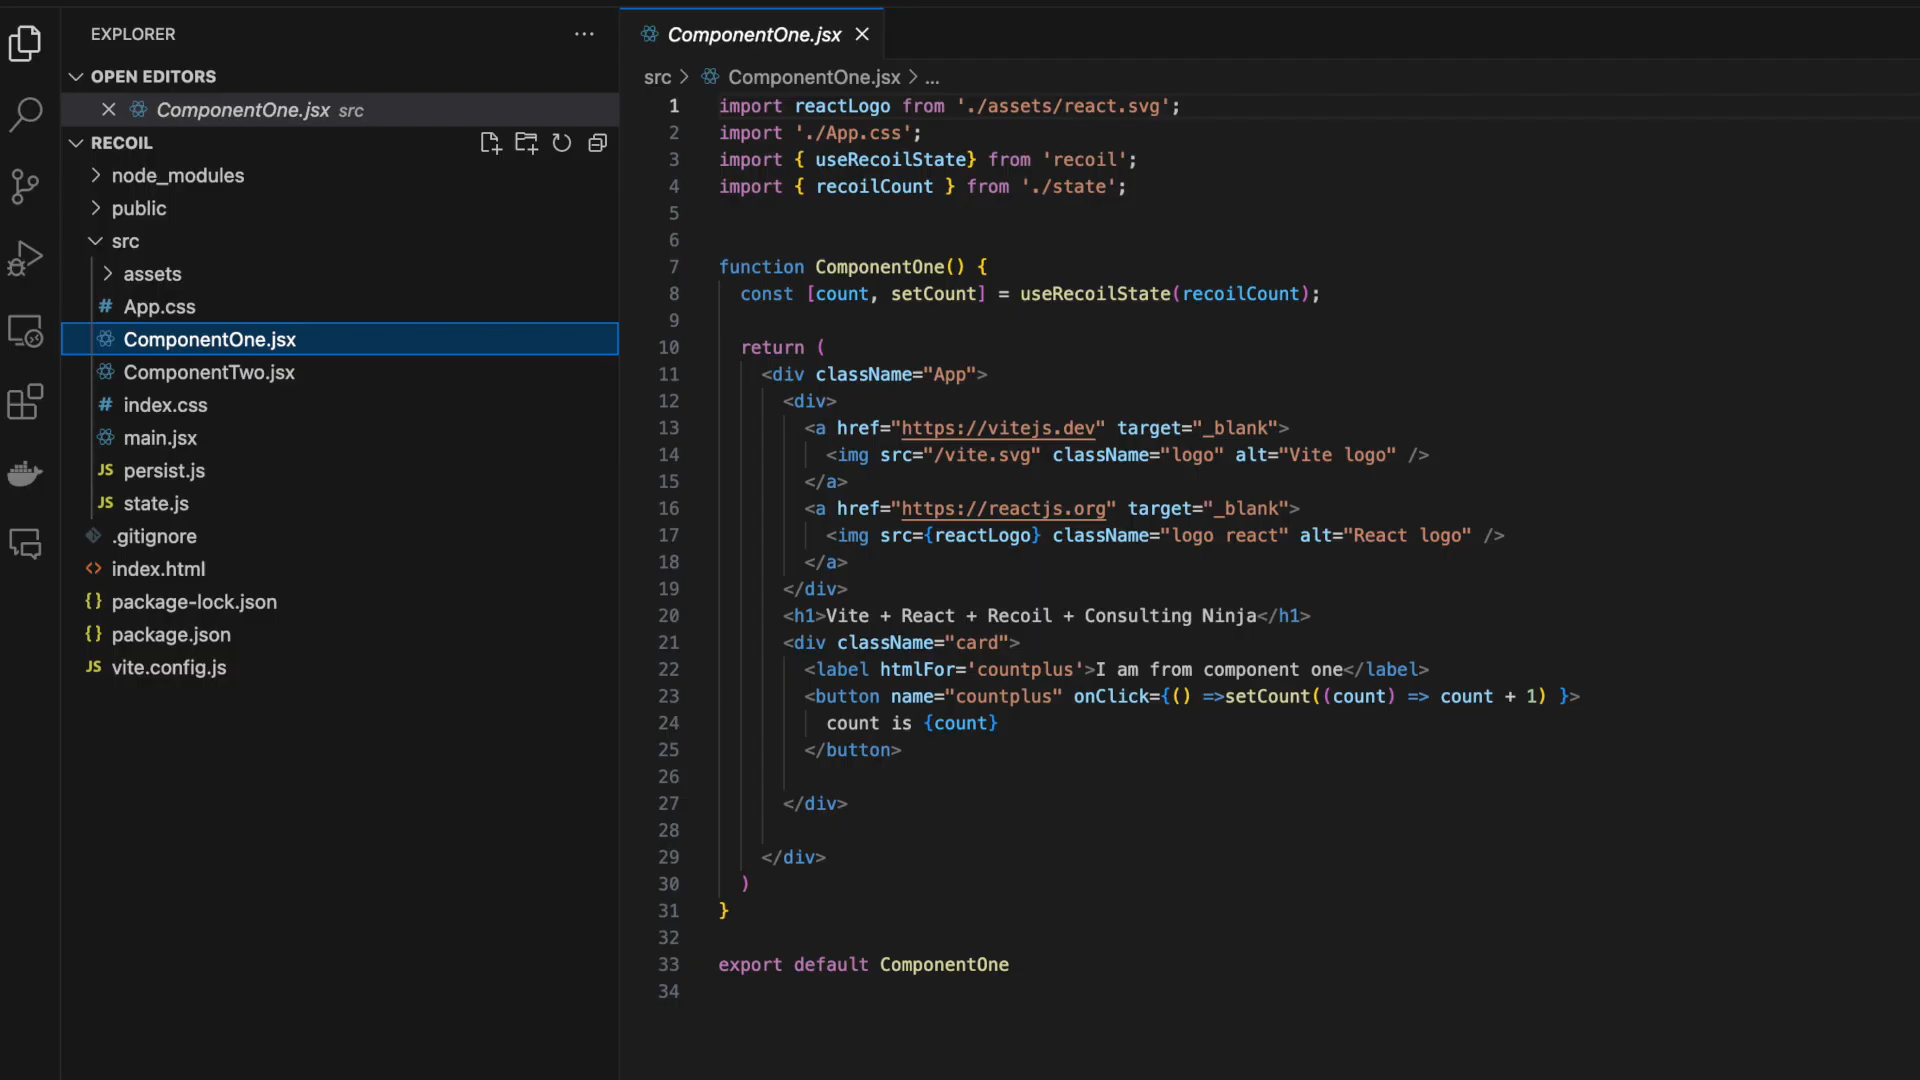 EXPLORER
OPEN EDITORS
ComponentOne.jsx src
RECOIL
node_modules
public
src
assets
# App.css
ComponentOne.jsx
ComponentTwo.jsx
# index.css
main.jsx
JS persist.js
JS state.js
.gitignore
<> index.html
{} package-lock.json
{} package.json
JS vite.config.js
ComponentOne.jsx
src > ComponentOne.jsx > ...
1 import reactLogo from './assets/react.svg';
2 import './App.css';
3 import { useRecoilState} from 'recoil';
4 import { recoilCount } from './state';
5
6
7 function ComponentOne() {
8 const [count, setCount] = useRecoilState(recoilCount);
9
10 return (
11 <div className="App">
12 <div>
13 <a href="https://vitejs.dev" target="_blank">
14 <img src="/vite.svg" className="logo" alt="Vite logo" />
15 </a>
16 <a href="https://reactjs.org" target="_blank">
17 <img src={reactLogo} className="logo react" alt="React logo" />
18 </a>
19 </div>
20 <h1>Vite + React + Recoil + Consulting Ninja</h1>
21 <div className="card">
22 <label htmlFor='countplus'>I am from component one</label>
23 <button name="countplus" onClick={() =>setCount((count) => count + 1) }>
24 count is {count}
25 </button>
26
27 </div>
28
29 </div>
30 )
31 }
32
33 export default ComponentOne
34